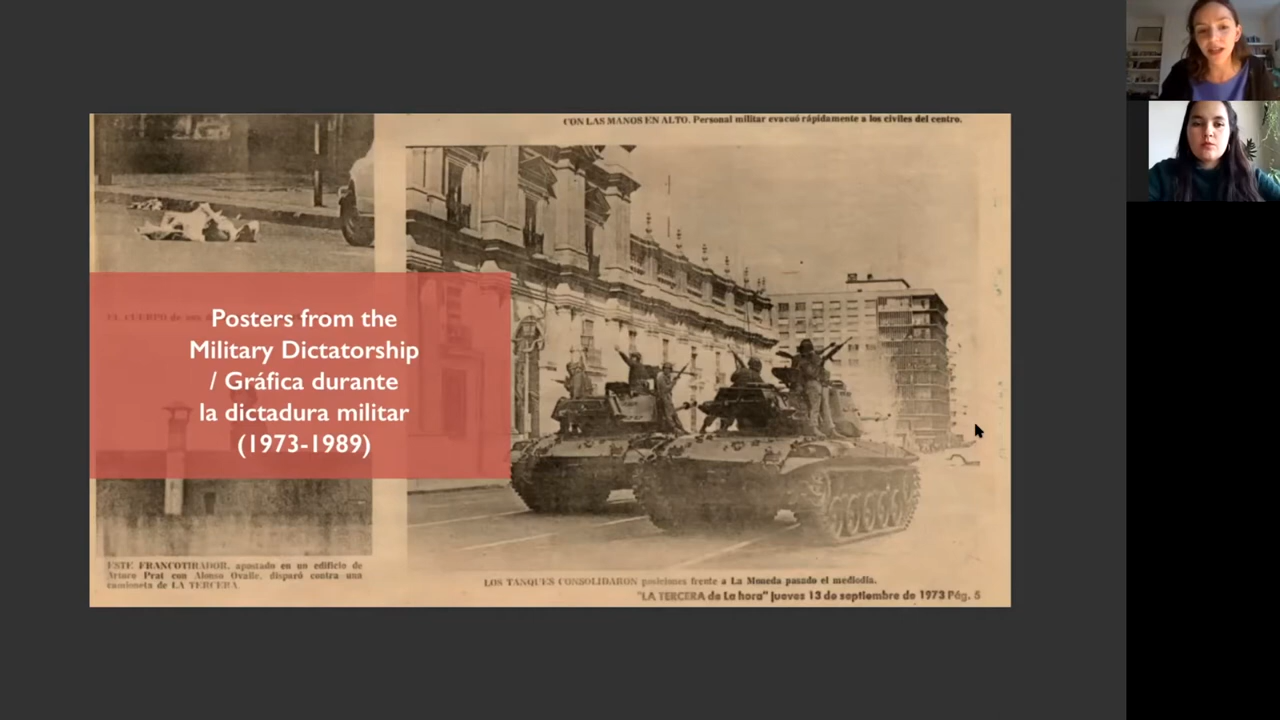 CON LAS MANOS EN ALTO. Personal militar evacuó rápidamente a los civiles del centro.
EL CUERPO de
Posters from the
Military Dictatorship
/ Gráfica durante
la dictadura militar
(1973-1989)
ESTE FRANCOTIRADOR, apostado en un edificio de
Arturo Prat con Alonso Ovalle, disparó contra una
camioneta de LA TERCERA.
LOS TANQUES CONSOLIDARON posiciones frente a La Moneda pasado el mediodía.
"LA TERCERA de La hora" jueves 13 de septiembre de 1973 Pág. 5